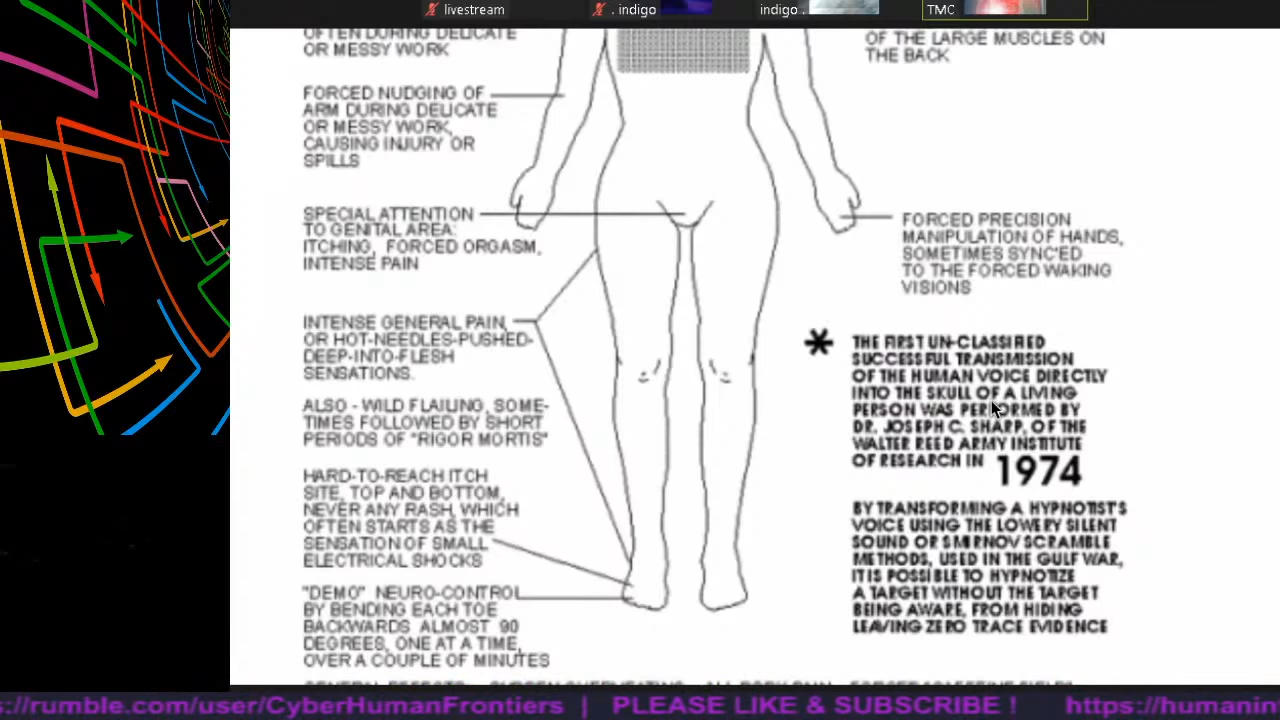 livestream
. indigo
indigo .
TMC
OFTEN DURING DELICATE
OR MESSY WORK
OF THE LARGE MUSCLES ON
THE BACK
FORCED NUDGING OF
ARM DURING DELICATE
OR MESSY WORK,
CAUSING INJURY OR
SPILLS
SPECIAL ATTENTION
TO GENITAL AREA:
ITCHING, FORCED ORGASM,
INTENSE PAIN
FORCED PRECISION
MANIPULATION OF HANDS,
SOMETIMES SYNC'ED
TO THE FORCED WAKING
VISIONS
INTENSE GENERAL PAIN,
OR HOT-NEEDLES-PUSHED-
DEEP-INTO-FLESH
SENSATIONS.
ALSO - WILD FLAILING, SOME-
TIMES FOLLOWED BY SHORT
PERIODS OF "RIGOR MORTIS"
HARD-TO-REACH ITCH
SITE, TOP AND BOTTOM,
NEVER ANY RASH, WHICH
OFTEN STARTS AS THE
SENSATION OF SMALL
ELECTRICAL SHOCKS
"DEMO" NEURO-CONTROL
BY BENDING EACH TOE
BACKWARDS ALMOST 90
DEGREES, ONE AT A TIME,
OVER A COUPLE OF MINUTES
* THE FIRST UN-CLASSIFIED
SUCCESSFUL TRANSMISSION
OF THE HUMAN VOICE DIRECTLY
INTO THE SKULL OF A LIVING
PERSON WAS PERFORMED BY
DR. JOSEPH C. SHARP, OF THE
WALTER REED ARMY INSTITUTE
OF RESEARCH IN 1974
BY TRANSFORMING A HYPNOTIST'S
VOICE USING THE LOWERY SILENT
SOUND OR SMIRNOV SCRAMBLE
METHODS, USED IN THE GULF WAR,
IT IS POSSIBLE TO HYPNOTIZE
A TARGET WITHOUT THE TARGET
BEING AWARE, FROM HIDING
LEAVING ZERO TRACE EVIDENCE
s://rumble.com/user/CyberHumanFrontiers | PLEASE LIKE & SUBSCRIBE ! https://humanin